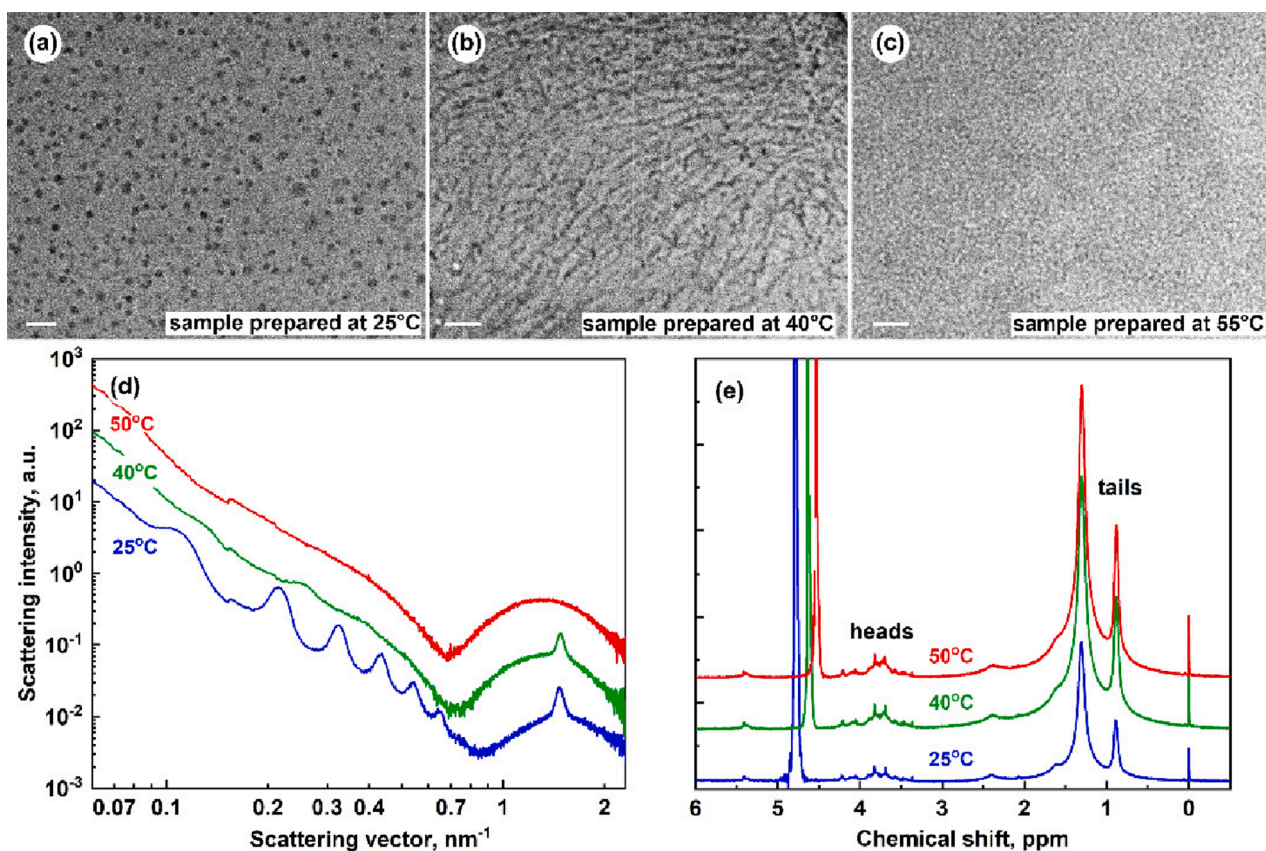 (a)
(b)
(c)
sample prepared at 25°C
sample prepared at 40°C
sample prepared at 55°C
(d)
10³
10²
10¹
10⁰
10⁻¹
10⁻²
10⁻³
Scattering intensity, a.u.
50°C
40°C
25°C
0.07 0.1 0.2 0.3 0.4 0.7 1 2
Scattering vector, nm⁻¹
(e)
heads
tails
50°C
40°C
25°C
6 5 4 3 2 1 0
Chemical shift, ppm